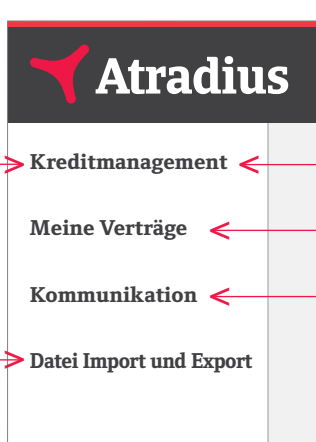 Atradius
Kreditmanagement
Meine Verträge
Kommunikation
Datei Import und Export